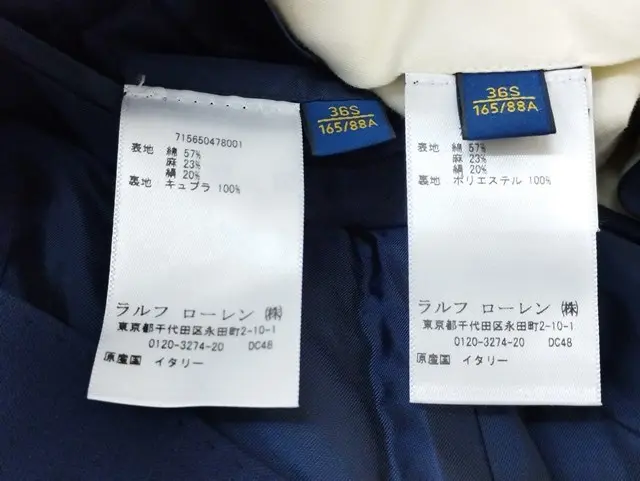 715650478001
表地 綿 57%
麻 23%
絹 20%
裏地 キュプラ 100%
ラルフ ローレン ㈱
東京都千代田区永田町2-10-1
0120-3274-20 DC48
原産国 イタリー
36S
165/88A
36S
165/88A
表地 綿 57%
麻 23%
絹 20%
裏地 ポリエステル 100%
ラルフ ローレン ㈱
東京都千代田区永田町2-10-1
0120-3274-20 DC48
原産国 イタリー